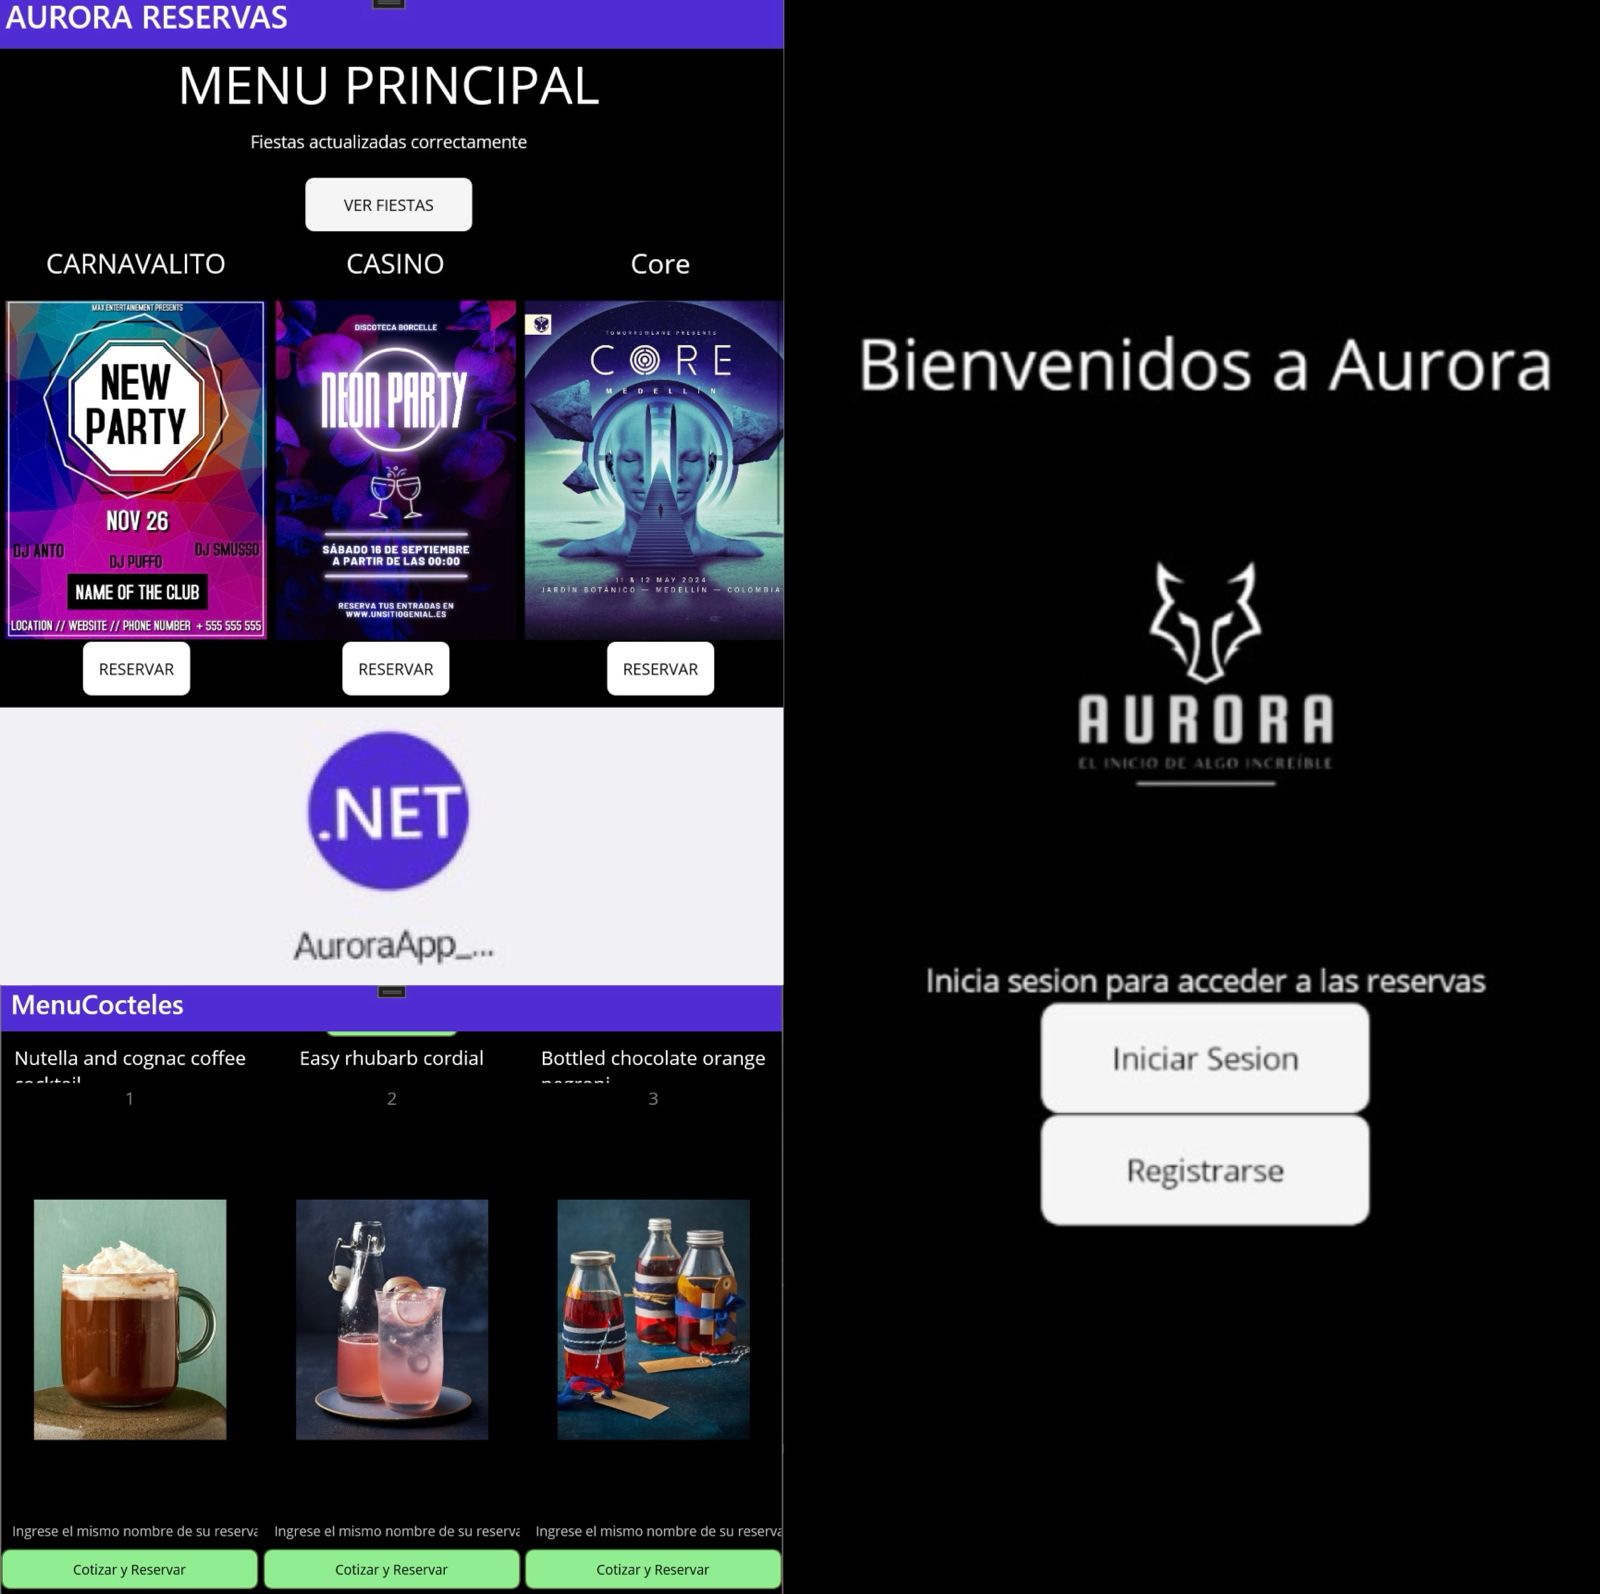 AURORA RESERVAS
MENU PRINCIPAL
Fiestas actualizadas correctamente
VER FIESTAS
CARNAVALITO
MAX ENTERTAINEMENT PRESENTS
NEW
PARTY
NOV 26
DJ ANTO
DJ PUFFO
DJ SMUSSO
NAME OF THE CLUB
LOCATION // WEBSITE // PHONE NUMBER + 555 555 555
RESERVAR
CASINO
DISCOTECA BORCELLE
NEON PARTY
SÁBADO 16 DE SEPTIEMBRE
A PARTIR DE LAS 00:00
RESERVA TUS ENTRADAS EN
WWW.UNSITIOGENIAL.ES
RESERVAR
Core
TOMORROWLAND PRESENTS
CORE
MEDELLÍN
11 & 12 MAY 2024
JARDÍN BOTÁNICO — MEDELLÍN — COLOMBIA
RESERVAR
.NET
AuroraApp_...
MenuCocteles
Nutella and cognac coffee
cocktail
1
Ingrese el mismo nombre de su reserva
Cotizar y Reservar
Easy rhubarb cordial
2
Ingrese el mismo nombre de su reserva
Cotizar y Reservar
Bottled chocolate orange
negroni
3
Ingrese el mismo nombre de su reserva
Cotizar y Reservar
Bienvenidos a Aurora
AURORA
EL INICIO DE ALGO INCREÍBLE
Inicia sesion para acceder a las reservas
Iniciar Sesion
Registrarse